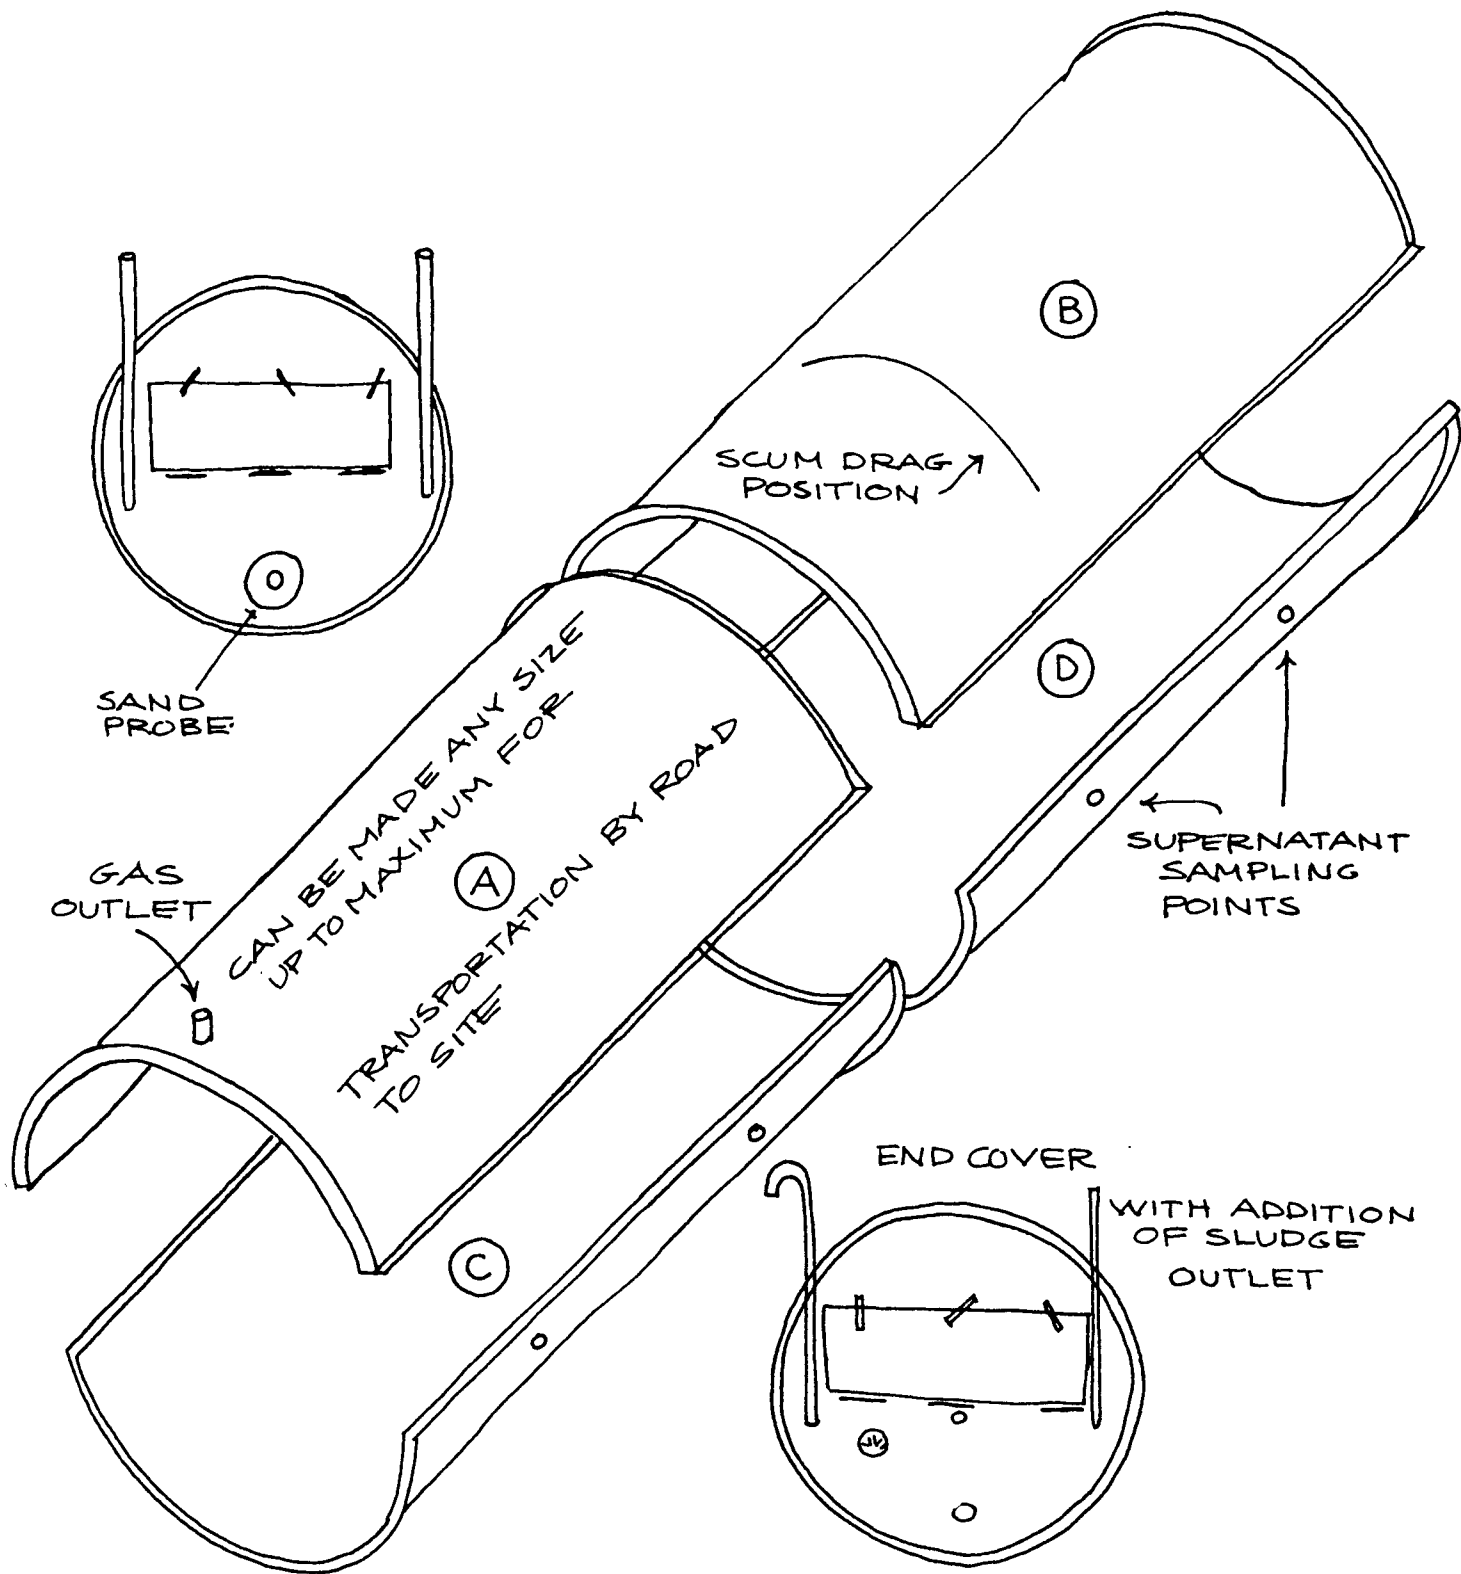 B
SCUM DRAG
POSITION
SAND
PROBE
D
CAN BE MADE ANY SIZE
UP TO MAXIMUM FOR
TRANSPORTATION BY ROAD
TO SITE
A
GAS
OUTLET
SUPERNATANT
SAMPLING
POINTS
C
END COVER
WITH ADDITION
OF SLUDGE
OUTLET